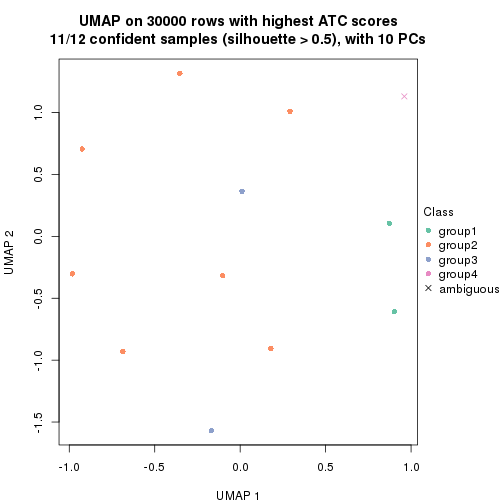 UMAP on 30000 rows with highest ATC scores
11/12 confident samples (silhouette > 0.5), with 10 PCs
UMAP 2
1.0
0.5
0.0
-0.5
-1.0
-1.5
-1.0
-0.5
0.0
0.5
1.0
UMAP 1
Class
group1
group2
group3
group4
ambiguous